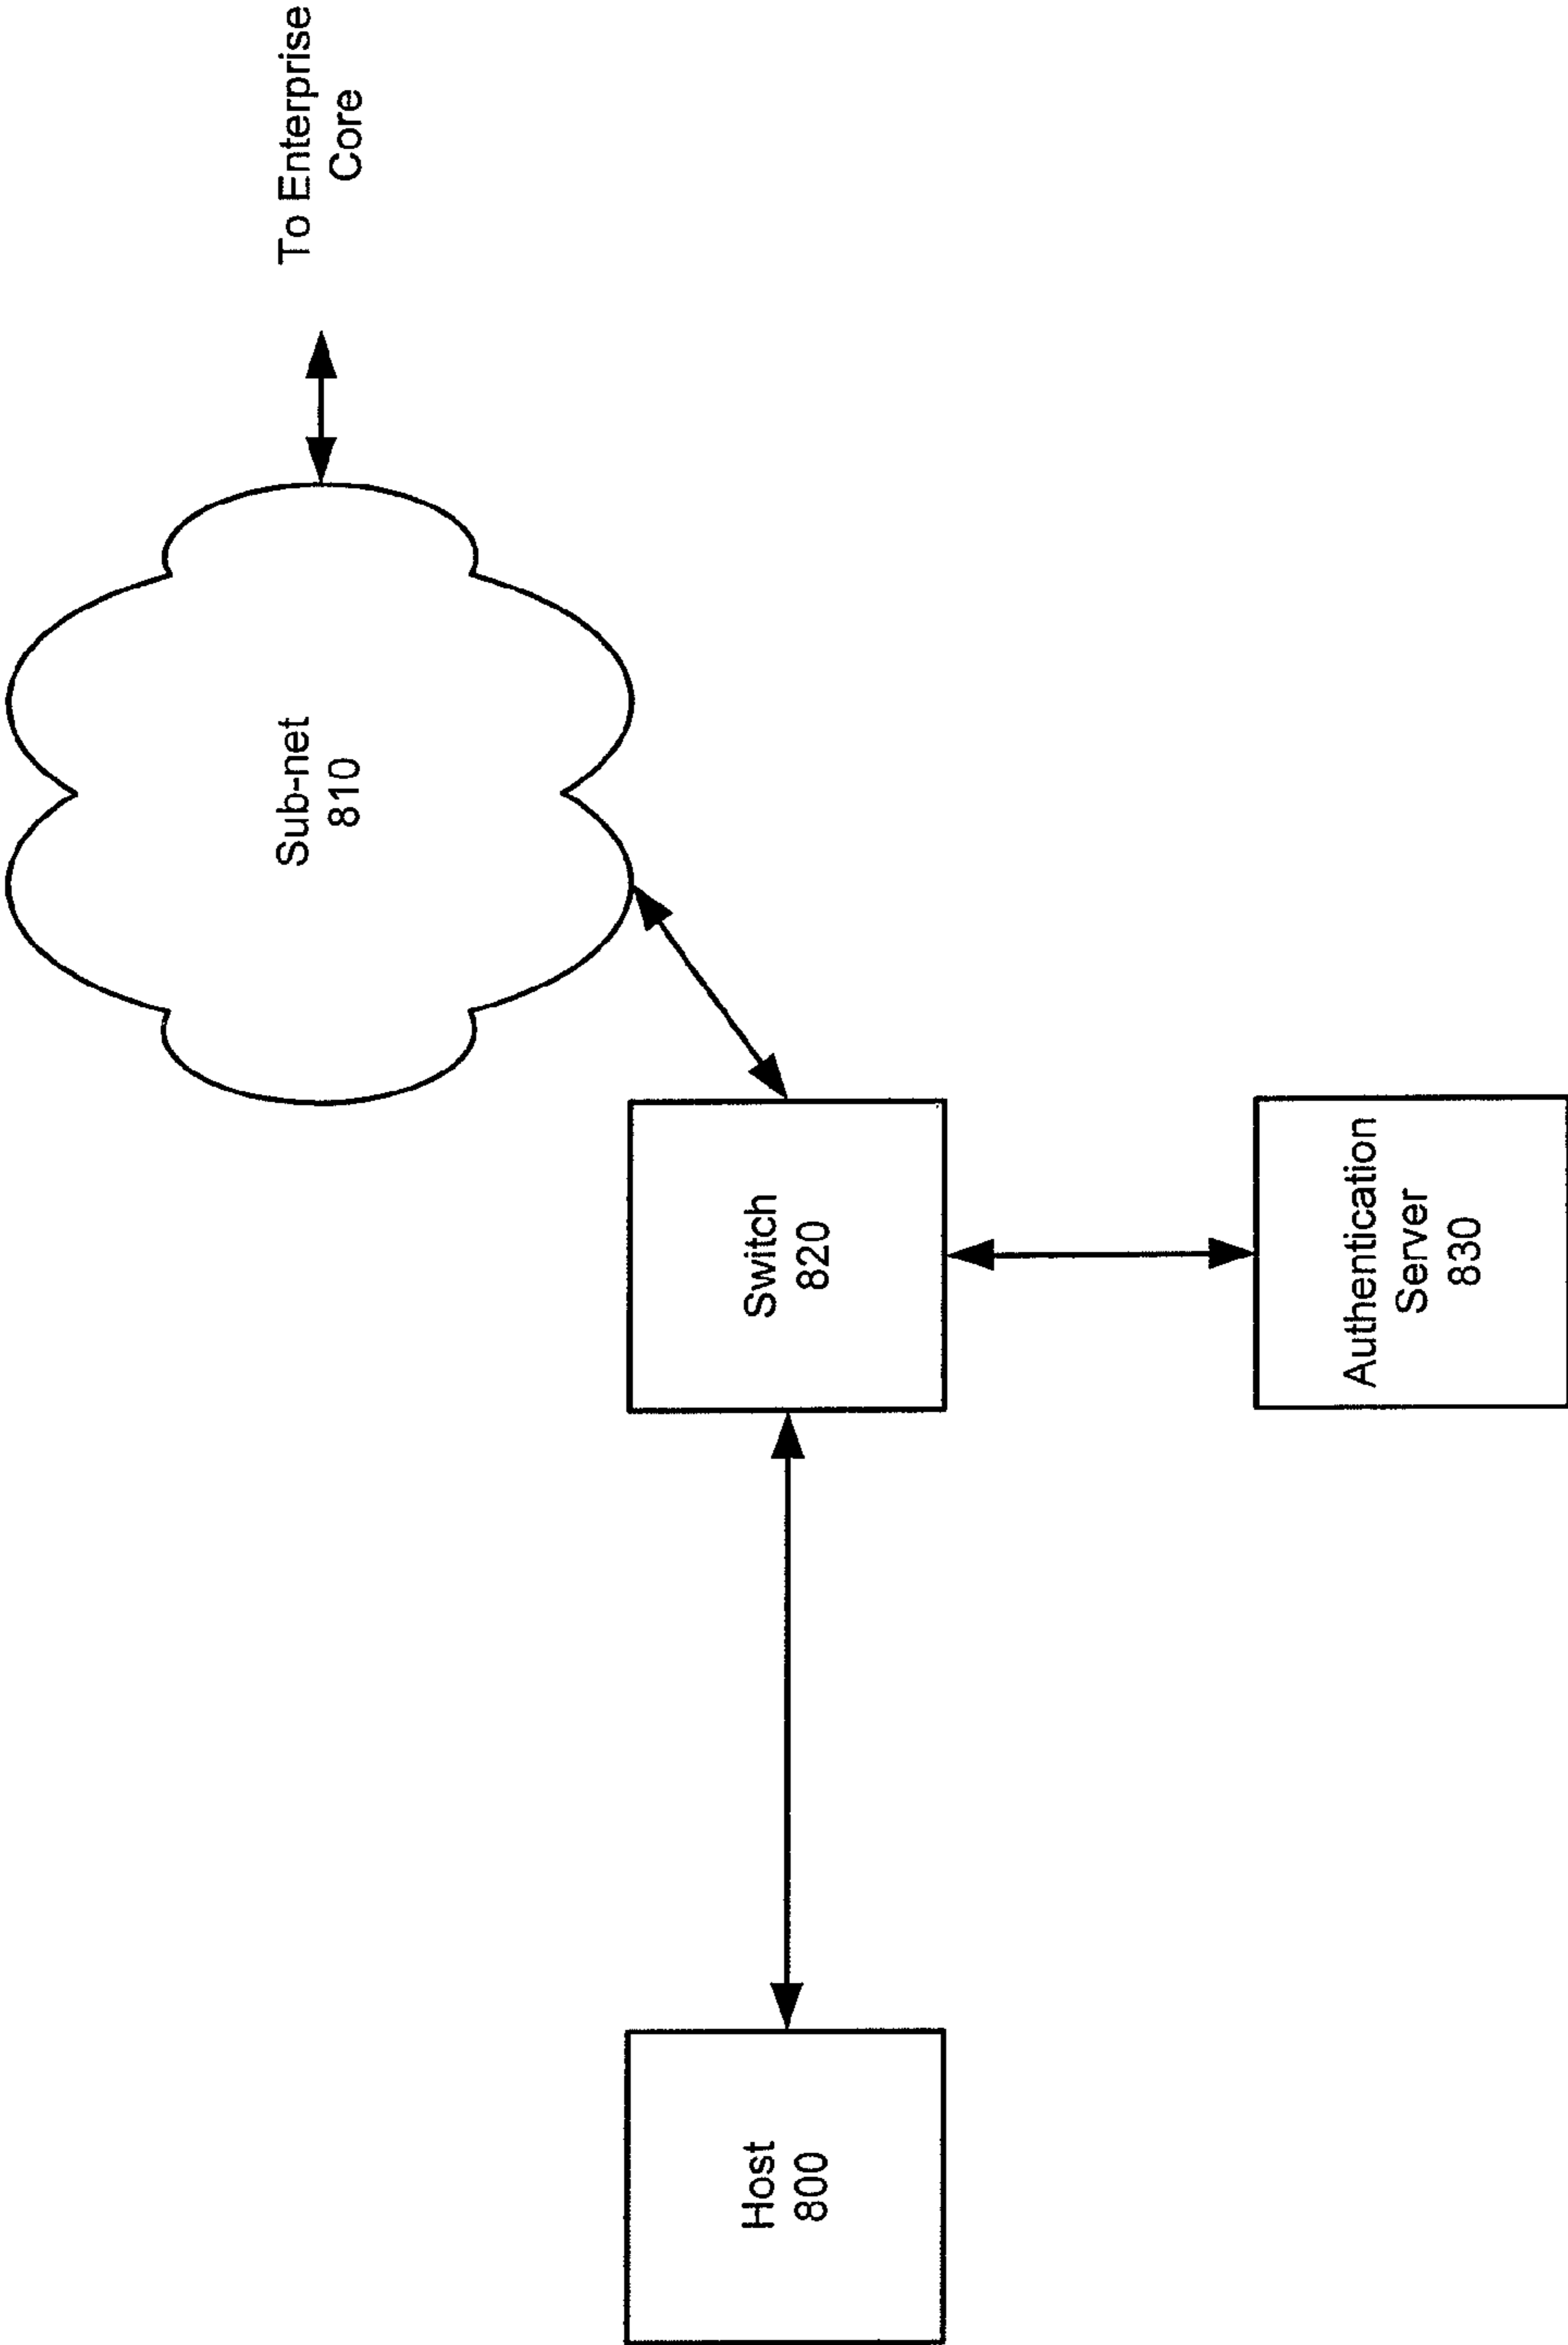 To Enterprise
Core
Sub-net
810
Switch
820
Authentication
Server
830
Host
800